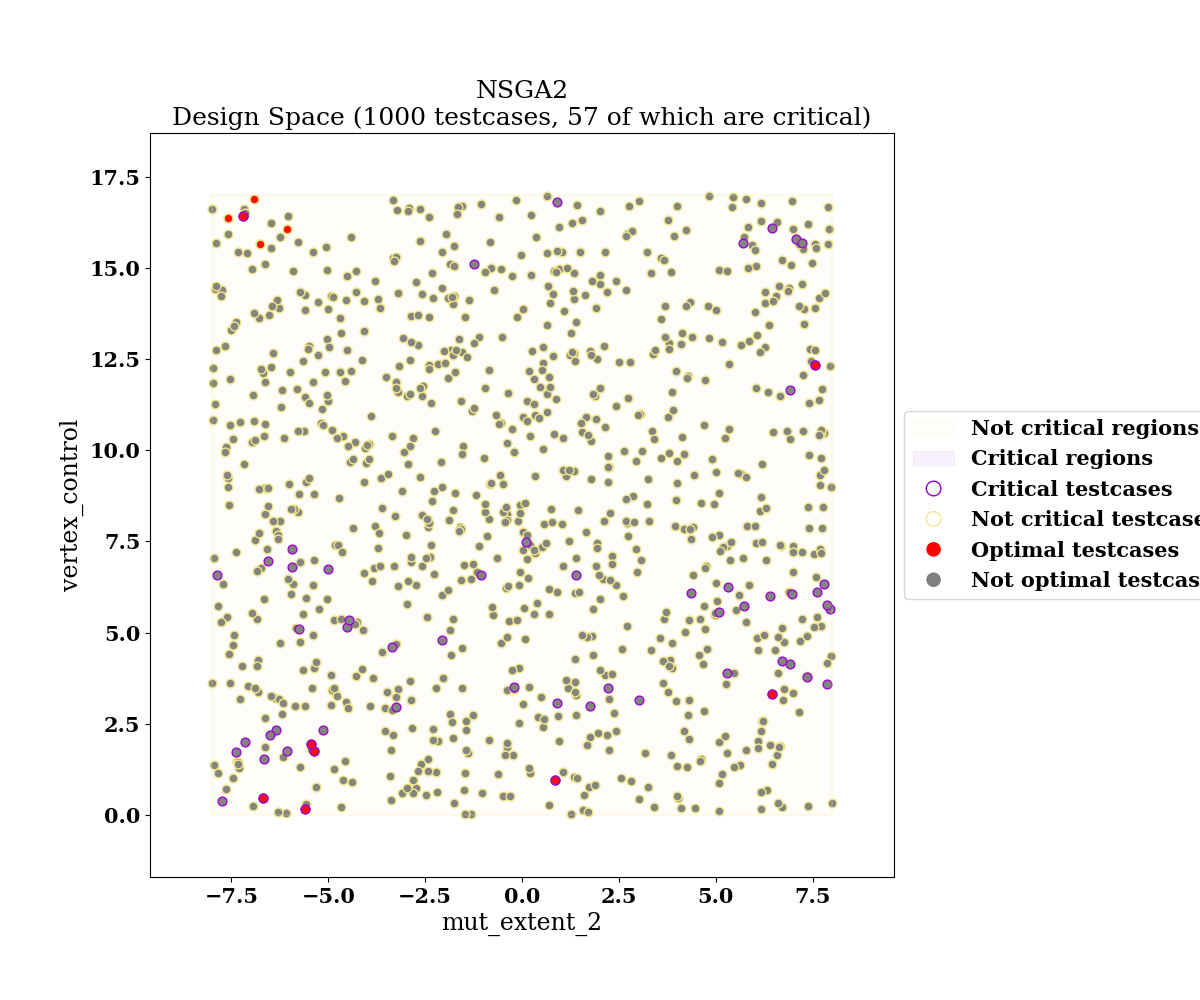 NSGA2
Design Space (1000 testcases, 57 of which are critical)
17.5
15.0
12.5
10.0
7.5
5.0
2.5
0.0
vertex_control
−7.5
−5.0
−2.5
0.0
2.5
5.0
7.5
mut_extent_2
Not critical regions
Critical regions
Critical testcases
Not critical testcase
Optimal testcases
Not optimal testcas